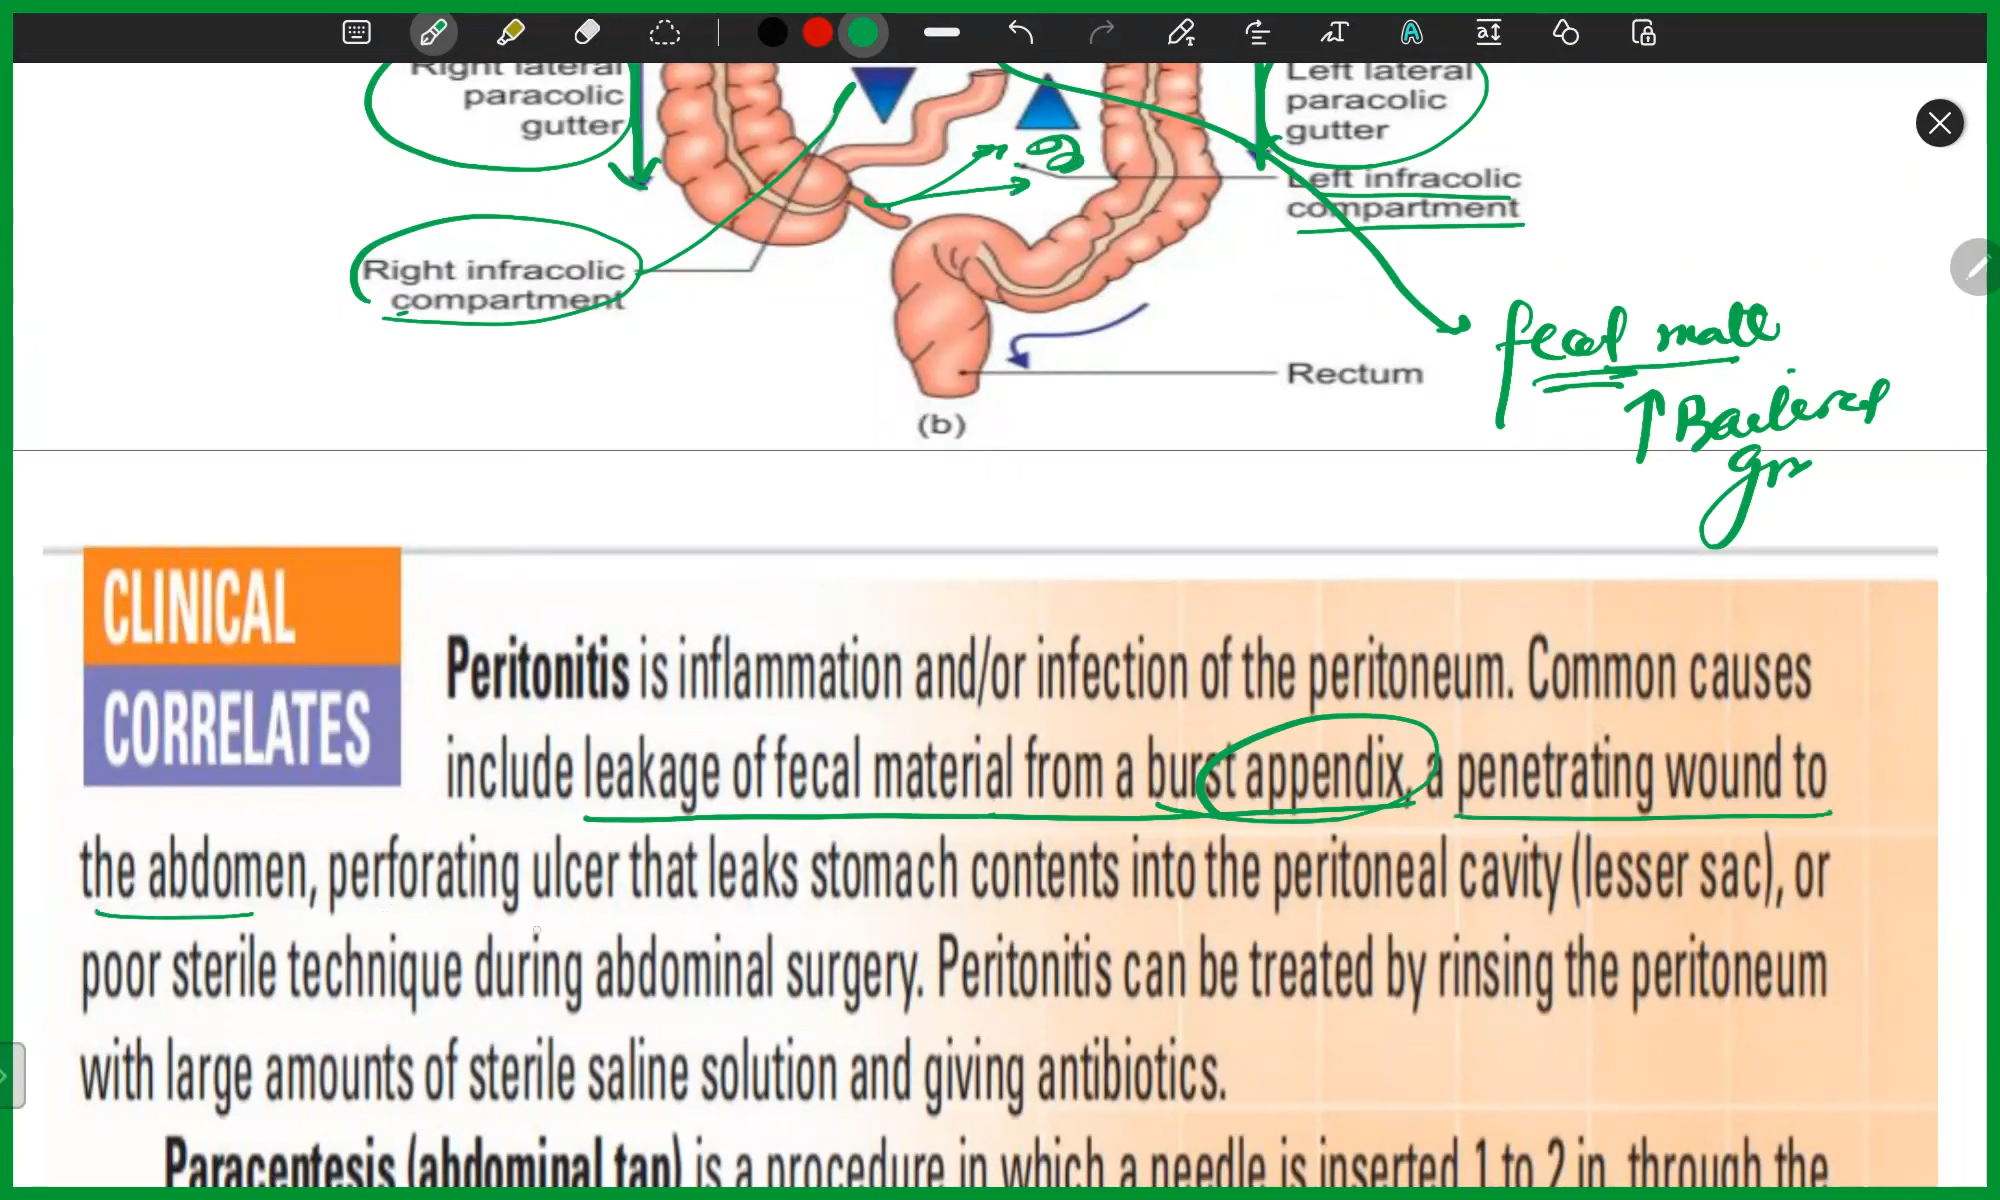 Right lateral
paracolic
gutter
Left lateral
paracolic
gutter
Left infracolic
compartment
Right infracolic
compartment
Rectum
(b)
fecal
↑ Bacterial
CLINICAL
CORRELATES
Peritonitis is inflammation and/or infection of the peritoneum. Common causes
include leakage of fecal material from a burst appendix, a penetrating wound to
the abdomen, perforating ulcer that leaks stomach contents into the peritoneal cavity (lesser sac), or
poor sterile technique during abdominal surgery. Peritonitis can be treated by rinsing the peritoneum
with large amounts of sterile saline solution and giving antibiotics.
Paracentesis (abdominal tap) is a procedure in which a needle is inserted 1 to 2 in. through the